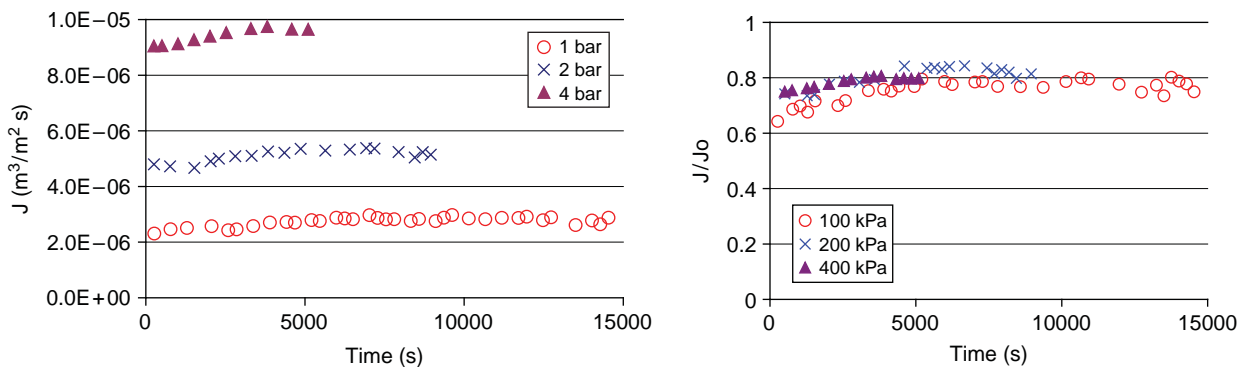 J (m³/m² s)
1.0E−05
8.0E−06
6.0E−06
4.0E−06
2.0E−06
0.0E+00
1 bar
2 bar
4 bar
0
5000
10000
15000
Time (s)
J/Jo
1
0.8
0.6
0.4
0.2
0
100 kPa
200 kPa
400 kPa
0
5000
10000
15000
Time (s)